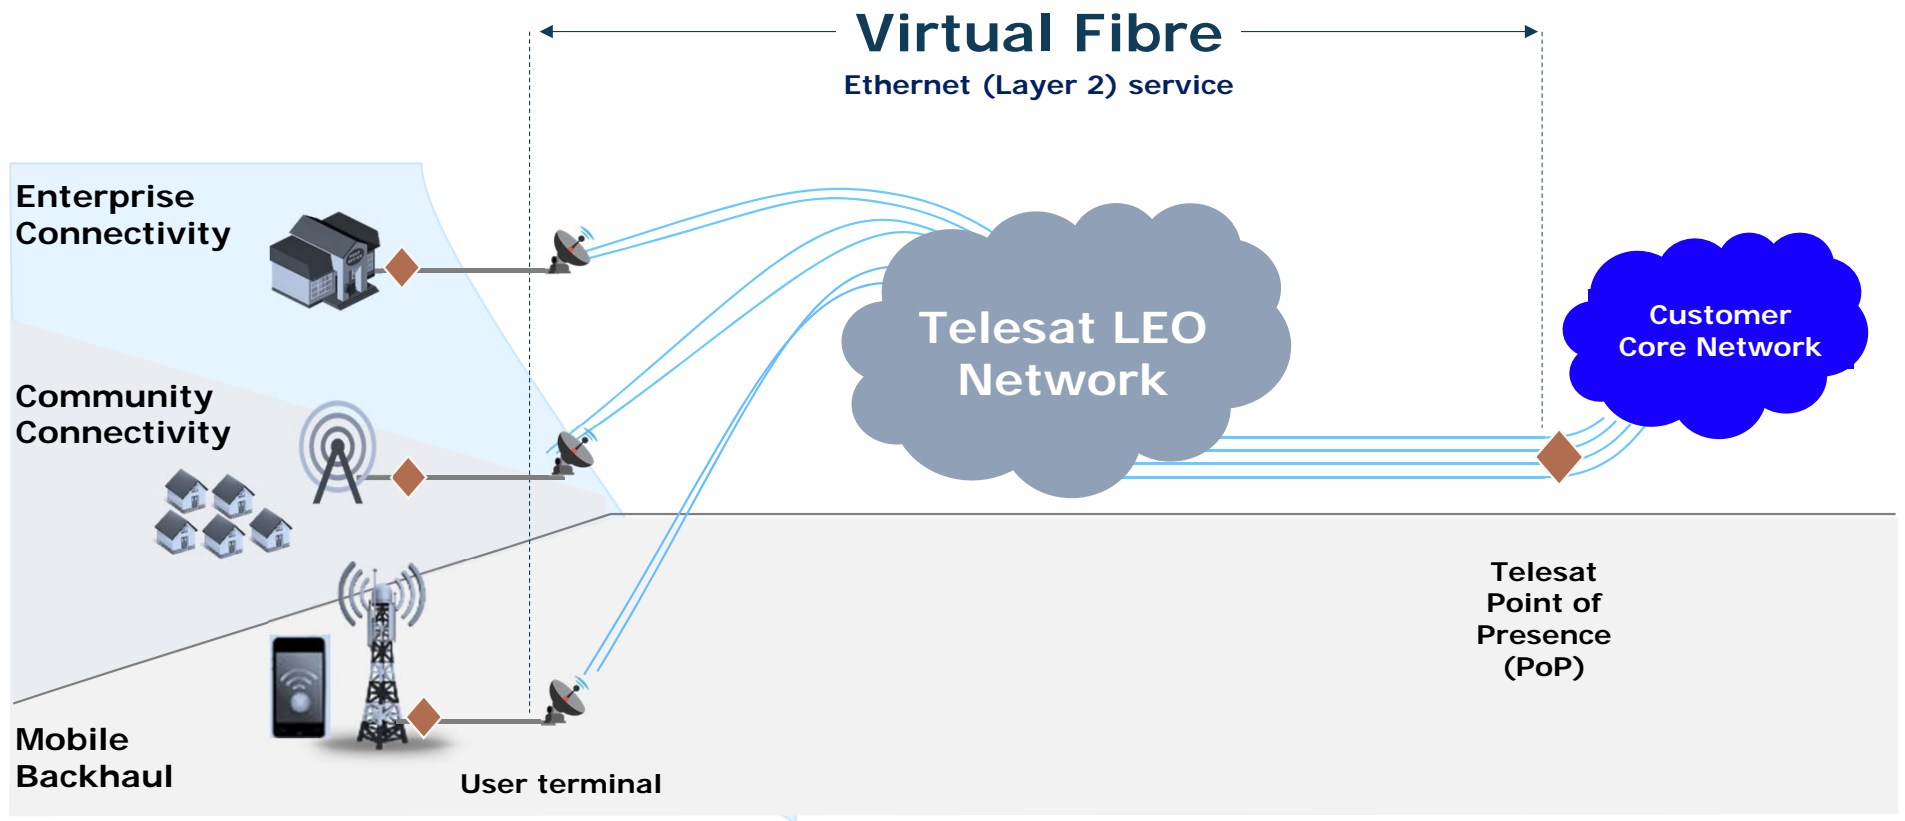 Virtual Fibre
Ethernet (Layer 2) service
Enterprise
Connectivity
Telesat LEO
Network
Customer
Core Network
Community
Connectivity
Telesat
Point of
Presence
(PoP)
Mobile
Backhaul
User terminal